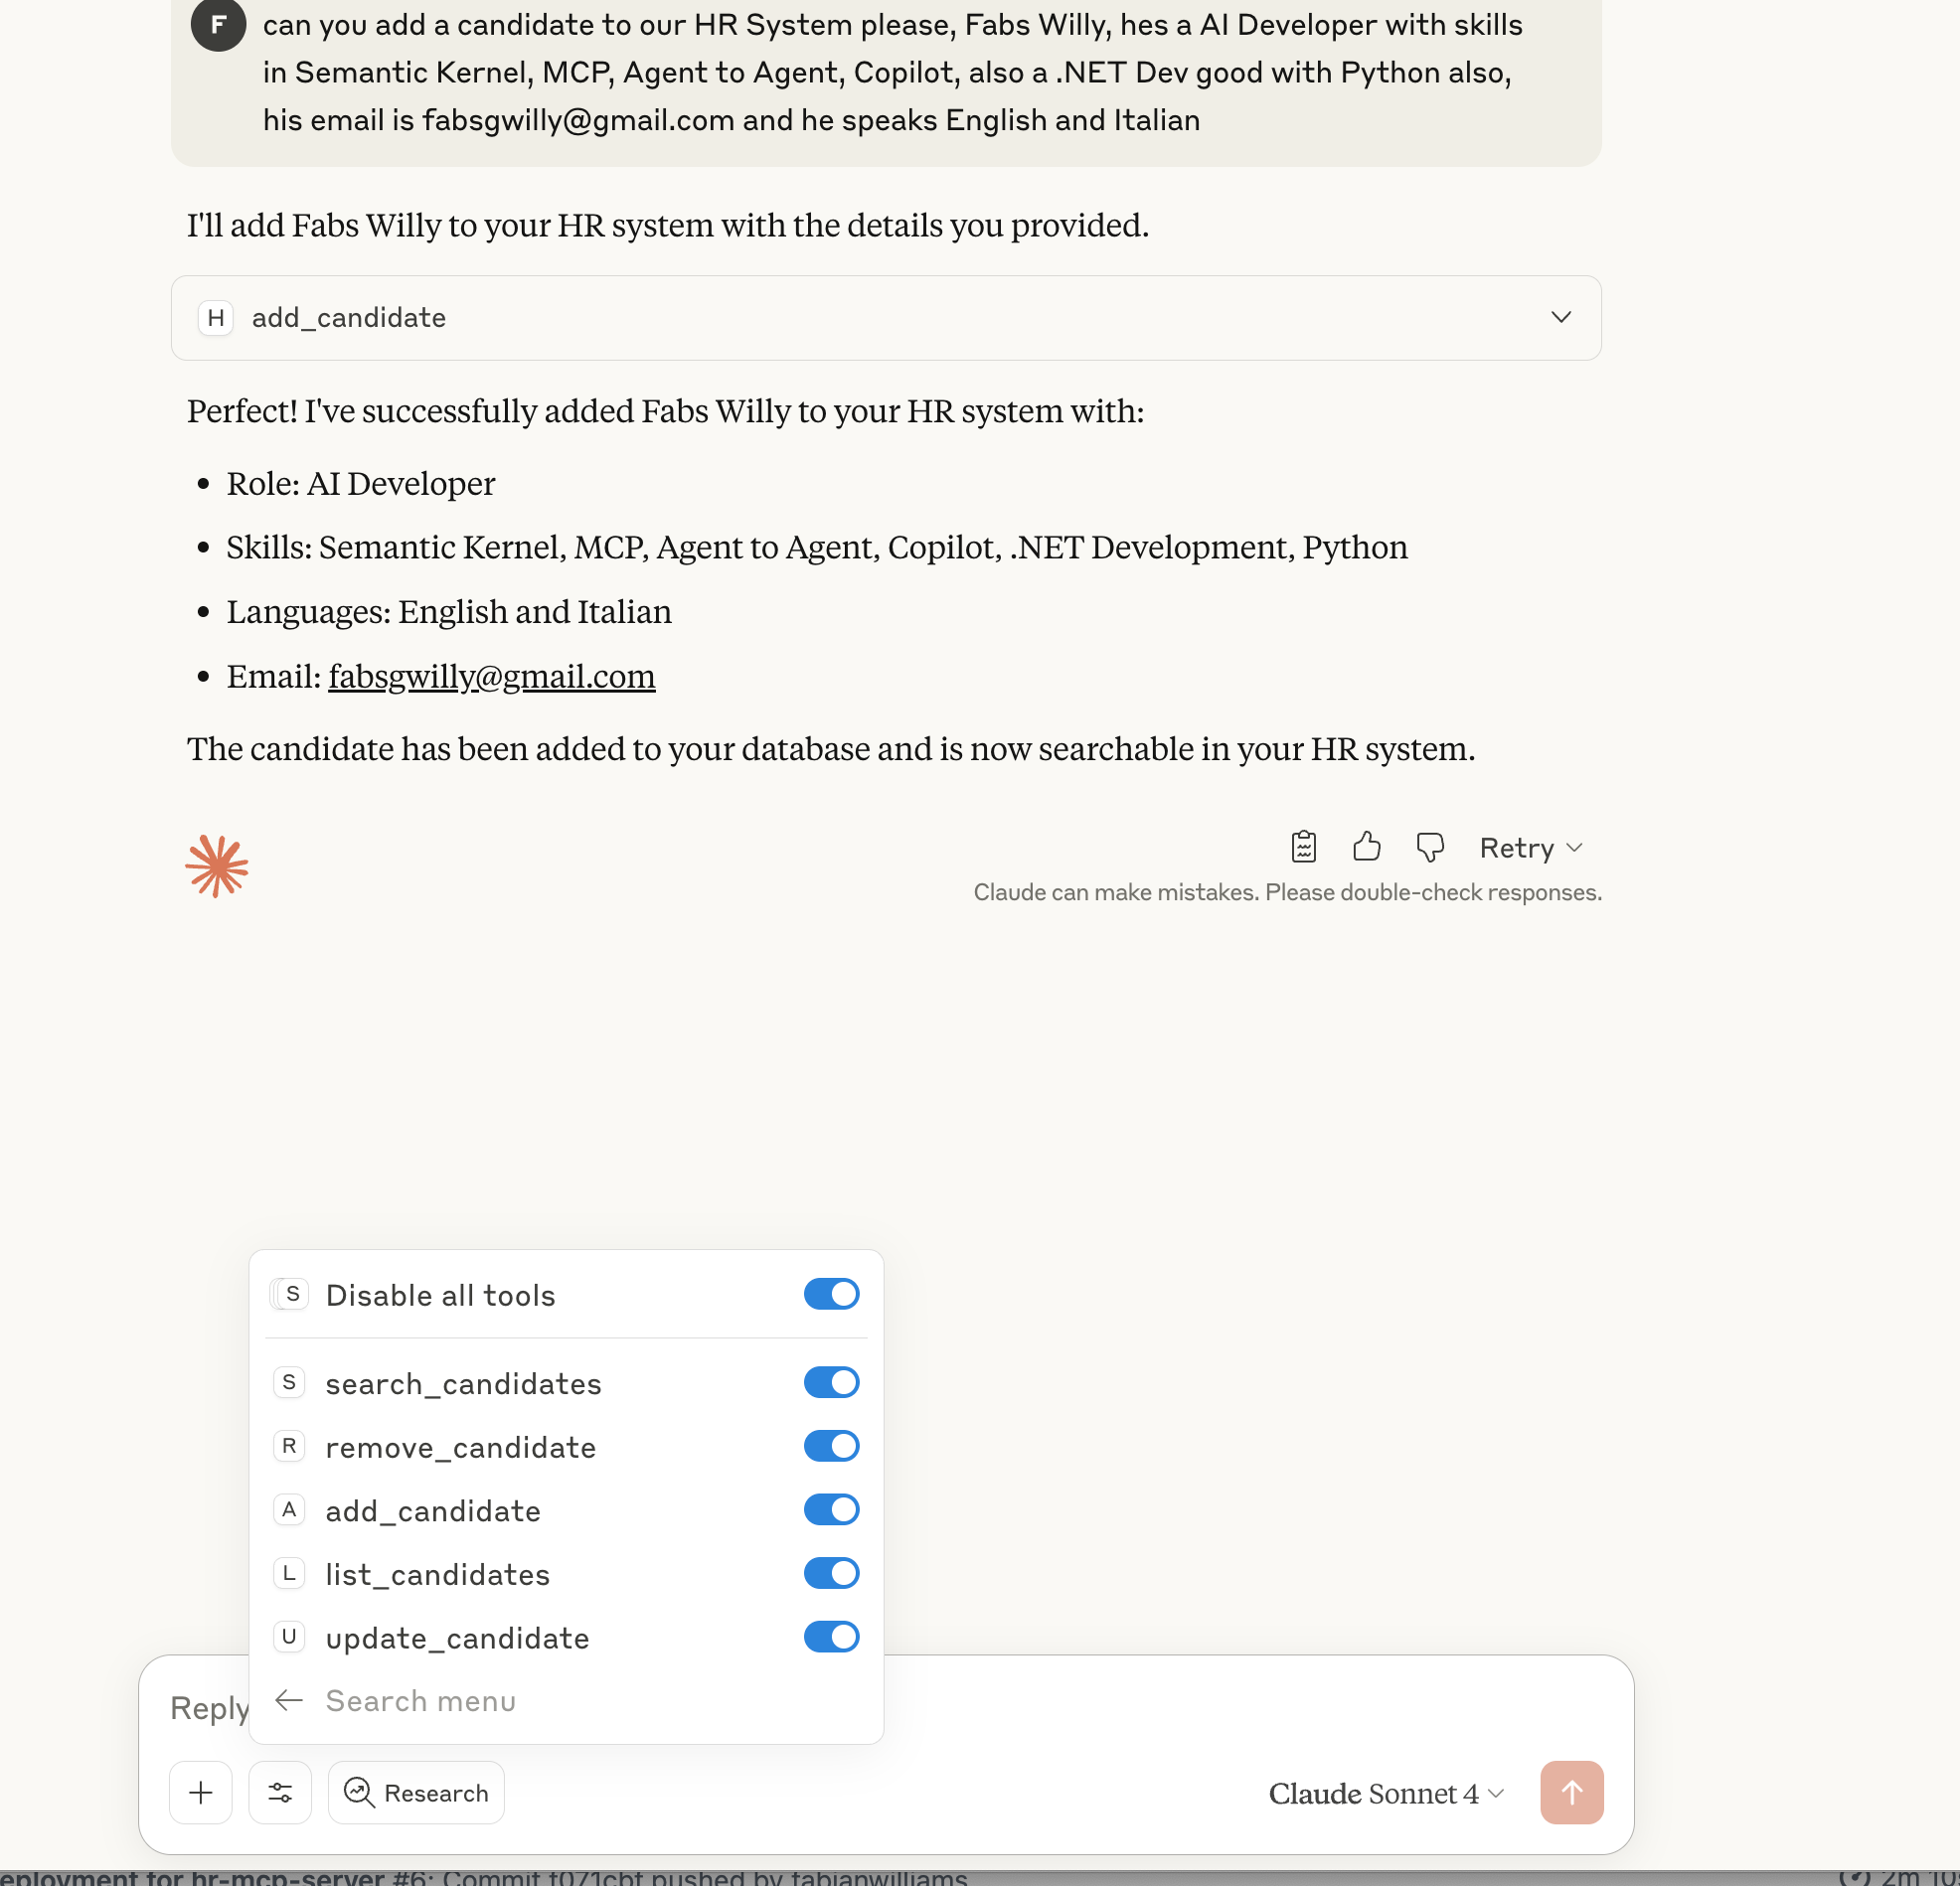 F
can you add a candidate to our HR System please, Fabs Willy, hes a AI Developer with skills
in Semantic Kernel, MCP, Agent to Agent, Copilot, also a .NET Dev good with Python also,
his email is fabsgwilly@gmail.com and he speaks English and Italian
I'll add Fabs Willy to your HR system with the details you provided.
H add_candidate
Perfect! I've successfully added Fabs Willy to your HR system with:
• Role: AI Developer
• Skills: Semantic Kernel, MCP, Agent to Agent, Copilot, .NET Development, Python
• Languages: English and Italian
• Email: fabsgwilly@gmail.com
The candidate has been added to your database and is now searchable in your HR system.
Retry
Claude can make mistakes. Please double-check responses.
S Disable all tools
S search_candidates
R remove_candidate
A add_candidate
L list_candidates
U update_candidate
Search menu
Reply
Research
Claude Sonnet 4
eployment for hr-mcp-server #6: Commit f071cbf pushed by fabianwilliams
2m 10